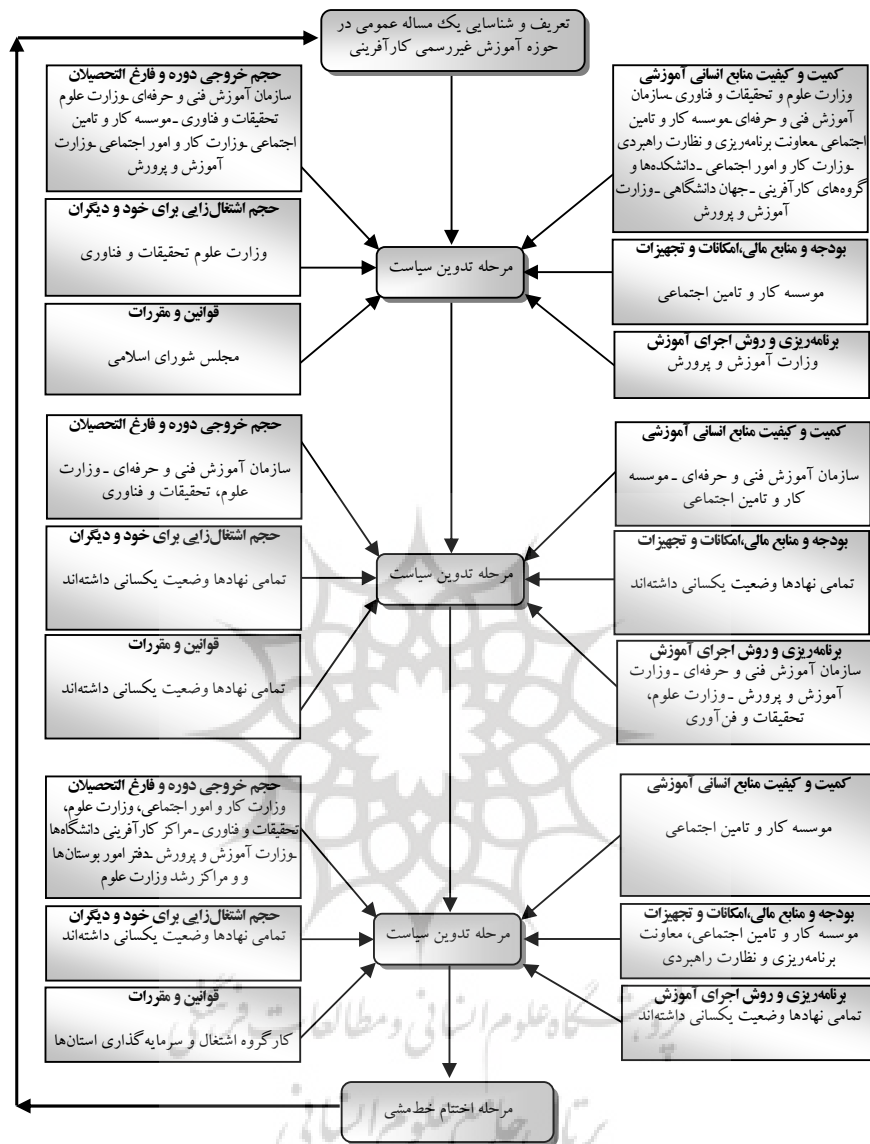 تعریف و شناسایی یک مساله عمومی در
حوزه آموزش غیررسمی کارآفرینی
کمیت و کیفیت منابع انسانی آموزشی
وزارت علوم و تحقیقات و فناوری ـسازمان
آموزش فنی و حرفه‌ای ـموسسه کار و تامین
اجتماعی ـمعاونت برنامه‌ریزی و نظارت راهبردی
ـوزارت کار و امور اجتماعی ـدانشکده‌ها و
گروه‌های کارآفرینی ـجهان دانشگاهی ـوزارت
آموزش و پرورش
حجم خروجی دوره و فارغ التحصیلان
سازمان آموزش فنی و حرفه‌ای ـوزارت علوم
تحقیقات و فناوری ـموسسه کار و تامین
اجتماعی ـوزارت کار و امور اجتماعی ـوزارت
آموزش و پرورش
بودجه و منابع مالی،امکانات و تجهیزات
موسسه کار و تامین اجتماعی
مرحله تدوین سیاست
حجم اشتغال‌زایی برای خود و دیگران
وزارت علوم تحقیقات و فناوری
برنامه‌ریزی و روش اجرای آموزش
وزارت آموزش و پرورش
قوانین و مقررات
مجلس شورای اسلامی
کمیت و کیفیت منابع انسانی آموزشی
سازمان آموزش فنی و حرفه‌ای ـ موسسه
کار و تامین اجتماعی
حجم خروجی دوره و فارغ التحصیلان
سازمان آموزش فنی و حرفه‌ای ـ وزارت
علوم، تحقیقات و فناوری
بودجه و منابع مالی،امکانات و تجهیزات
تمامی نهادها وضعیت یکسانی داشته‌اند
مرحله تدوین سیاست
حجم اشتغال‌زایی برای خود و دیگران
تمامی نهادها وضعیت یکسانی داشته‌اند
برنامه‌ریزی و روش اجرای آموزش
سازمان آموزش فنی و حرفه‌ای ـ وزارت
آموزش و پرورش ـ وزارت علوم،
تحقیقات و فن‌آوری
قوانین و مقررات
تمامی نهادها وضعیت یکسانی داشته‌اند
کمیت و کیفیت منابع انسانی آموزشی
موسسه کار و تامین اجتماعی
حجم خروجی دوره و فارغ التحصیلان
وزارت کار و امور اجتماعی، وزارت علوم،
تحقیقات و فناوری ـ مراکز کارآفرینی دانشگاه‌ها
ـوزارت آموزش و پرورش ـدفتر امور بوستان‌ها
و و مراکز رشد وزارت علوم
بودجه و منابع مالی،امکانات و تجهیزات
موسسه کار و تامین اجتماعی، معاونت
برنامه‌ریزی و نظارت راهبردی
مرحله تدوین سیاست
حجم اشتغال‌زایی برای خود و دیگران
تمامی نهادها وضعیت یکسانی داشته‌اند
برنامه‌ریزی و روش اجرای آموزش
تمامی نهادها وضعیت یکسانی داشته‌اند
قوانین و مقررات
کارگروه اشتغال و سرمایه‌گذاری استان‌ها
پژوهشگاه علوم انسانی و مطالعات فرهنگی
مرحله اختتام خط‌مشی
پرتال جامع علوم انسانی